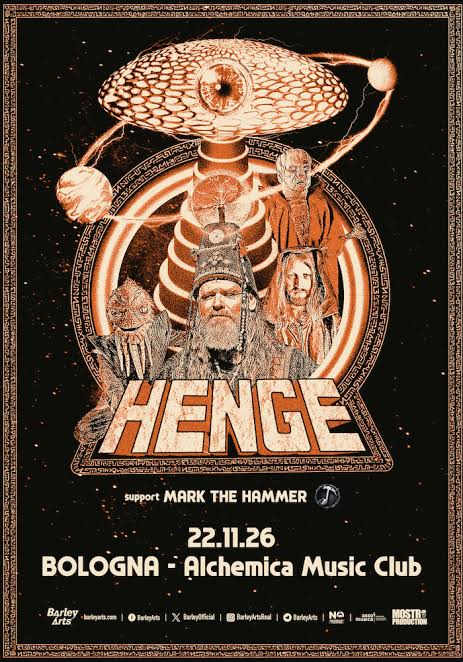 HENGE
support MARK THE HAMMER
22.11.26
BOLOGNA - Alchemica Music Club
Barley Arts barleyarts.com | BarleyArts | BarleyOfficial | BarleyArtsReal | BarleyArts | MOSTRO PRODUCTION